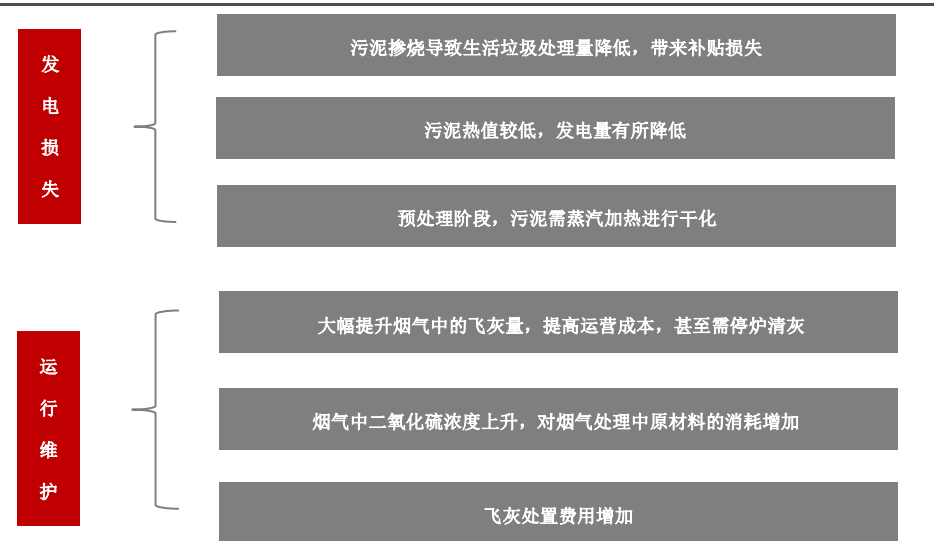 发电损失
污泥掺烧导致生活垃圾处理量降低，带来补贴损失
污泥热值较低，发电量有所降低
预处理阶段，污泥需蒸汽加热进行干化
运行维护
大幅提升烟气中的飞灰量，提高运营成本，甚至需停炉清灰
烟气中二氧化硫浓度上升，对烟气处理中原材料的消耗增加
飞灰处置费用增加